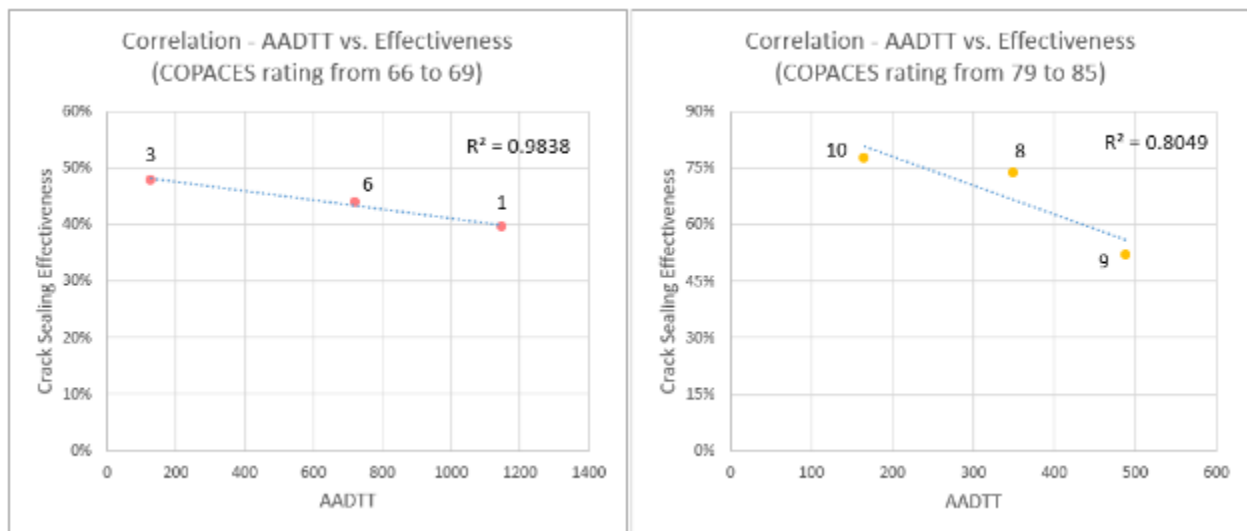 Correlation - AADTT vs. Effectiveness
(COPACES rating from 66 to 69)
60%
50%
40%
30%
20%
10%
0%
Crack Sealing Effectiveness
R² = 0.9838
3
6
1
0 200 400 600 800 1000 1200 1400
AADTT
Correlation - AADTT vs. Effectiveness
(COPACES rating from 79 to 85)
90%
75%
60%
45%
30%
15%
0%
Crack Sealing Effectiveness
R² = 0.8049
10
8
9
0 100 200 300 400 500 600
AADTT